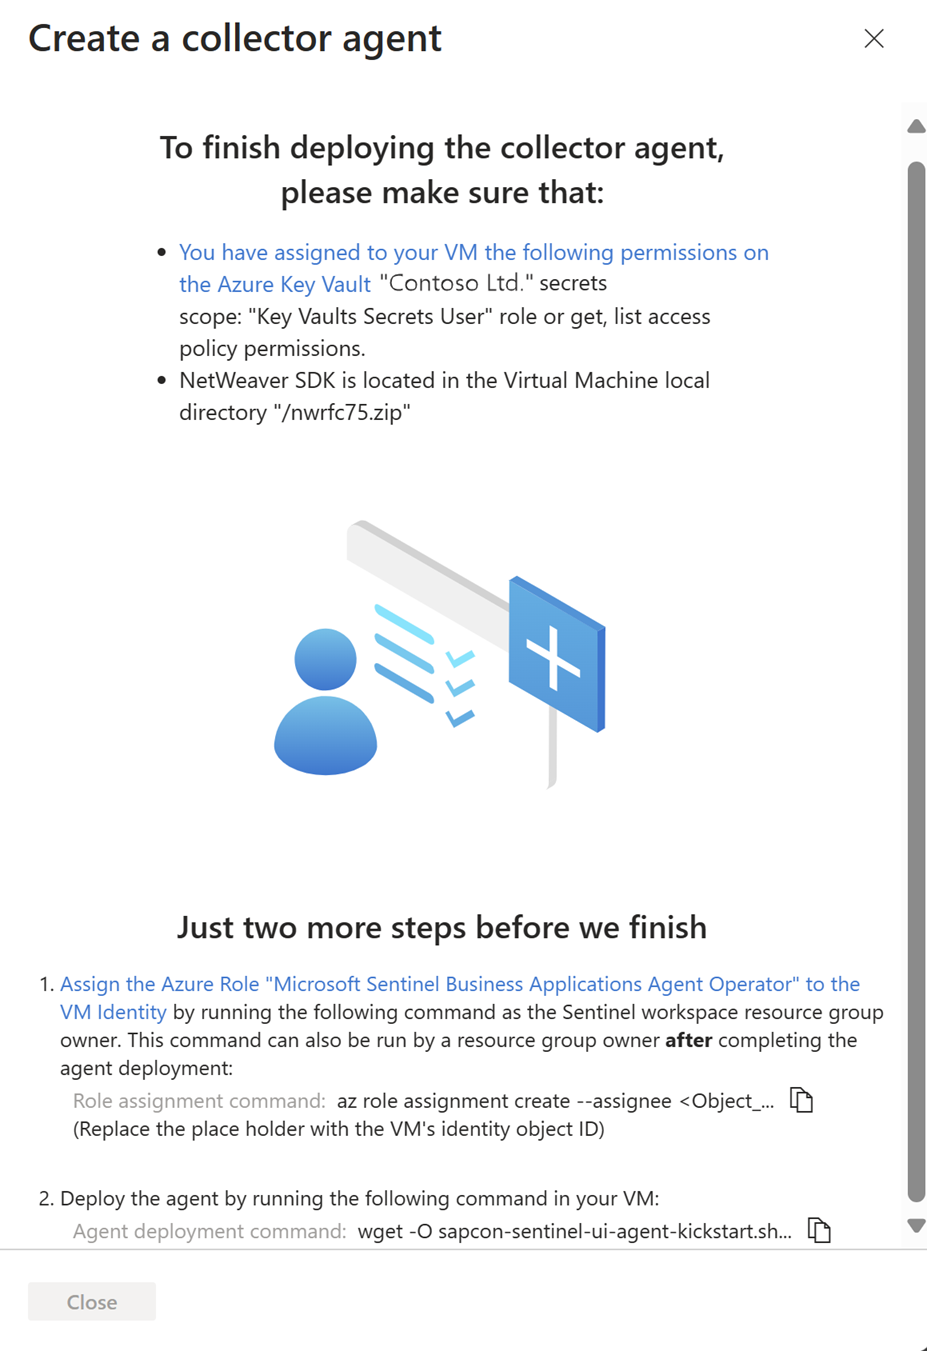 Create a collector agent
To finish deploying the collector agent,
please make sure that:
• You have assigned to your VM the following permissions on
the Azure Key Vault "Contoso Ltd." secrets
scope: "Key Vaults Secrets User" role or get, list access
policy permissions.
• NetWeaver SDK is located in the Virtual Machine local
directory "/nwrfc75.zip"
Just two more steps before we finish
1. Assign the Azure Role "Microsoft Sentinel Business Applications Agent Operator" to the
VM Identity by running the following command as the Sentinel workspace resource group
owner. This command can also be run by a resource group owner after completing the
agent deployment:
Role assignment command: az role assignment create --assignee <Object_...
(Replace the place holder with the VM's identity object ID)
2. Deploy the agent by running the following command in your VM:
Agent deployment command: wget -O sapcon-sentinel-ui-agent-kickstart.sh...
Close